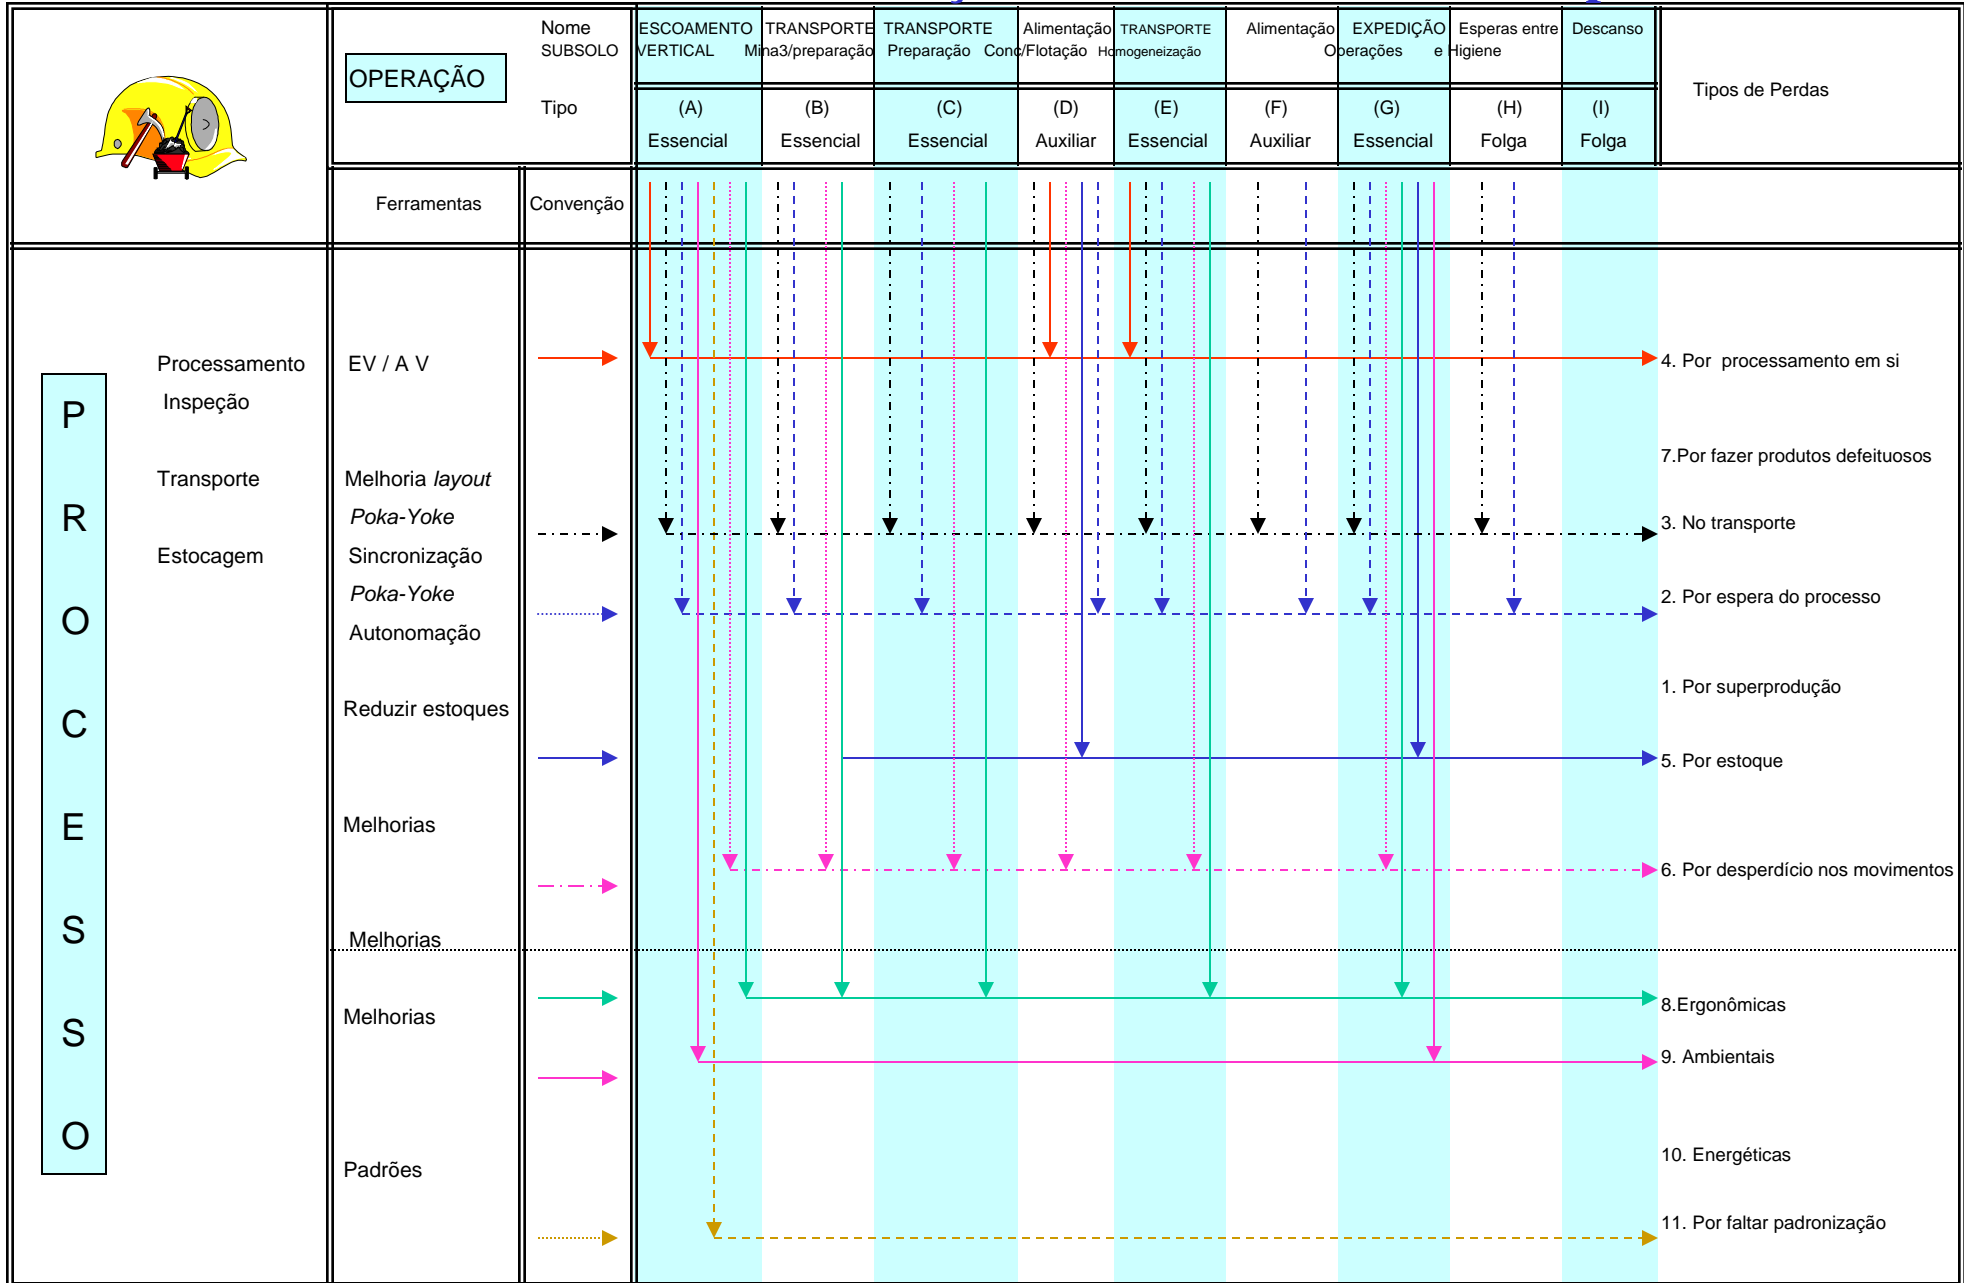 Nome ESCOAMENTO TRANSPORTE TRANSPORTE Alimentação TRANSPORTE Alimentação EXPEDIÇÃO Esperas entre Descanso
SUBSOLO VERTICAL Mina3/preparação Preparação Conc/Flotação Homogeneização Operações e Higiene
OPERAÇÃO
Tipos de Perdas
Tipo (A) (B) (C) (D) (E) (F) (G) (H) (I)
Essencial Essencial Essencial Auxiliar Essencial Auxiliar Essencial Folga Folga
Ferramentas Convenção
PROCESSO
Processamento EV / A V 4. Por processamento em si
Inspeção
7.Por fazer produtos defeituosos
Transporte Melhoria layout
Poka-Yoke 3. No transporte
Estocagem Sincronização
Poka-Yoke 2. Por espera do processo
Autonomação
1. Por superprodução
Reduzir estoques
5. Por estoque
Melhorias
6. Por desperdício nos movimentos
Melhorias
8.Ergonômicas
Melhorias
9. Ambientais
10. Energéticas
Padrões
11. Por faltar padronização